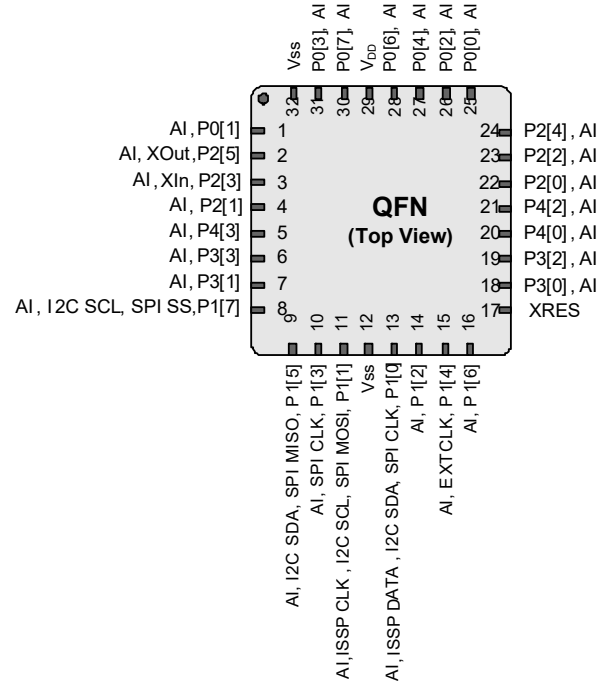 Vss
P0[3], AI
P0[7], AI
VDD
P0[6], AI
P0[4], AI
P0[2], AI
P0[0], AI
32
31
30
29
28
27
26
25
AI, P0[1] 1
AI, XOut, P2[5] 2
AI, XIn, P2[3] 3
AI, P2[1] 4
AI, P4[3] 5
AI, P3[3] 6
AI, P3[1] 7
AI, I2C SCL, SPI SS, P1[7] 8
QFN
(Top View)
24 P2[4], AI
23 P2[2], AI
22 P2[0], AI
21 P4[2], AI
20 P4[0], AI
19 P3[2], AI
18 P3[0], AI
17 XRES
9
10
11
12
13
14
15
16
AI, I2C SDA, SPI MISO, P1[5]
AI, SPI CLK, P1[3]
AI, ISSP CLK, I2C SCL, SPI MOSI, P1[1]
Vss
AI, ISSP DATA, I2C SDA, SPI CLK, P1[0]
AI, P1[2]
AI, EXTCLK, P1[4]
AI, P1[6]